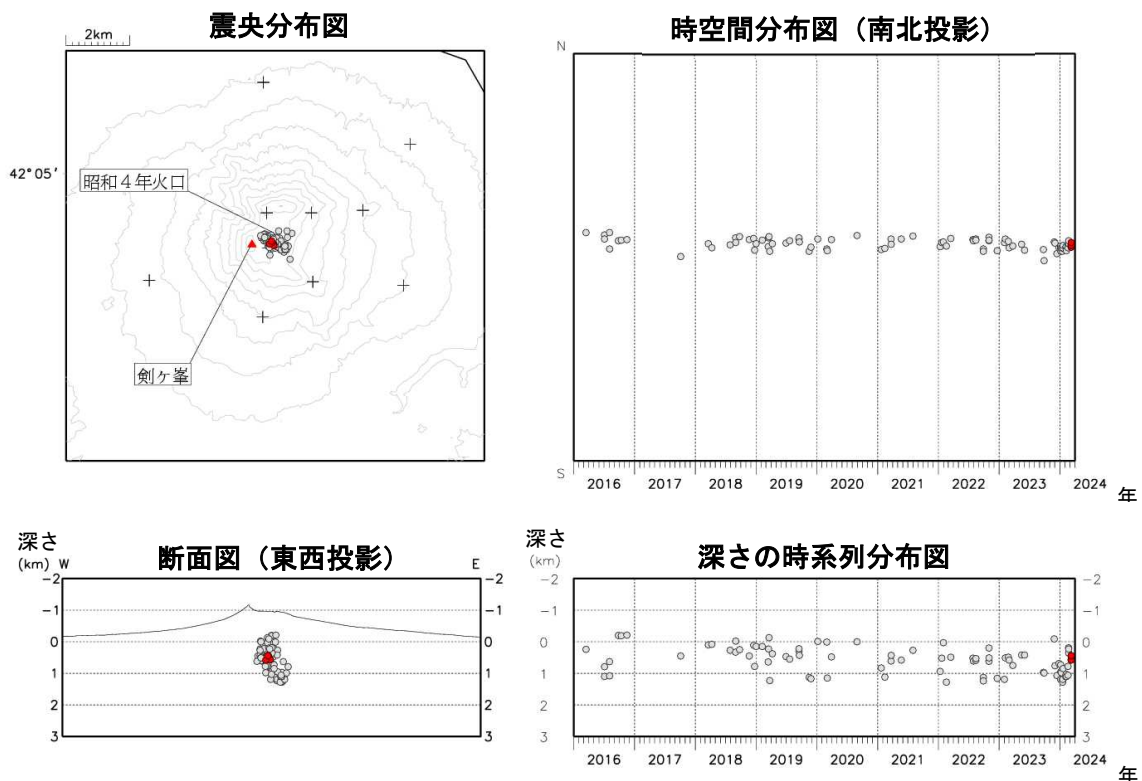 震央分布図
2km
42°05′
昭和4年火口
剣ケ峯
時空間分布図（南北投影）
N
S
2016 2017 2018 2019 2020 2021 2022 2023 2024 年
断面図（東西投影）
深さ
(km) W
E
-2 -2
-1 -1
0 0
1 1
2 2
3 3
深さの時系列分布図
深さ
(km)
-2 -2
-1 -1
0 0
1 1
2 2
3 3
2016 2017 2018 2019 2020 2021 2022 2023 2024 年